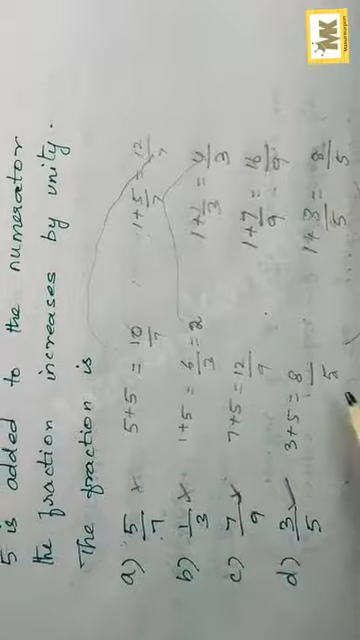 5 is added to the numerator
the fraction increases by unity.
The fraction is
a) 5/7 × 5+5 = 10/7 1+5/7 = 12/7
b) 1/3 × 1+5 = 6/3 = 2 1+1/3 = 4/3
c) 7/9 × 7+5 = 12/9 1+7/9 = 16/9
d) 3/5 ✓ 3+5 = 8/5 1+3/5 = 8/5
MK